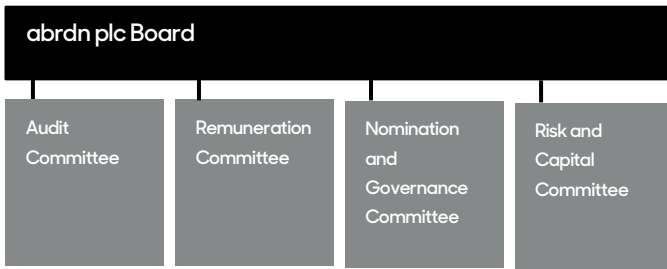 abrdn plc Board
Audit
Committee
Remuneration
Committee
Nomination
and
Governance
Committee
Risk and
Capital
Committee